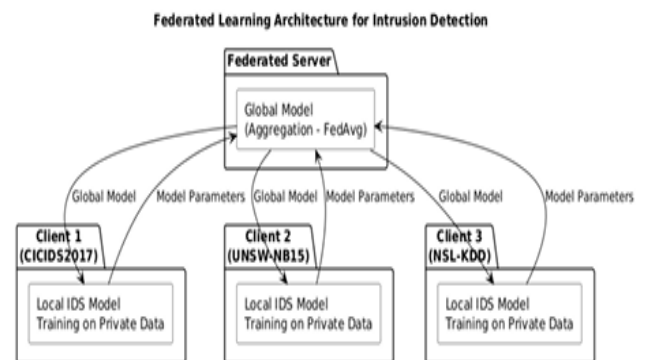 Federated Learning Architecture for Intrusion Detection
Federated Server
Global Model
(Aggregation - FedAvg)
Global Model
Model Parameters
Global Model
Model Parameters
Global Model
Model Parameters
Client 1
(CICIDS2017)
Client 2
(UNSW-NB15)
Client 3
(NSL-KDD)
Local IDS Model
Training on Private Data
Local IDS Model
Training on Private Data
Local IDS Model
Training on Private Data